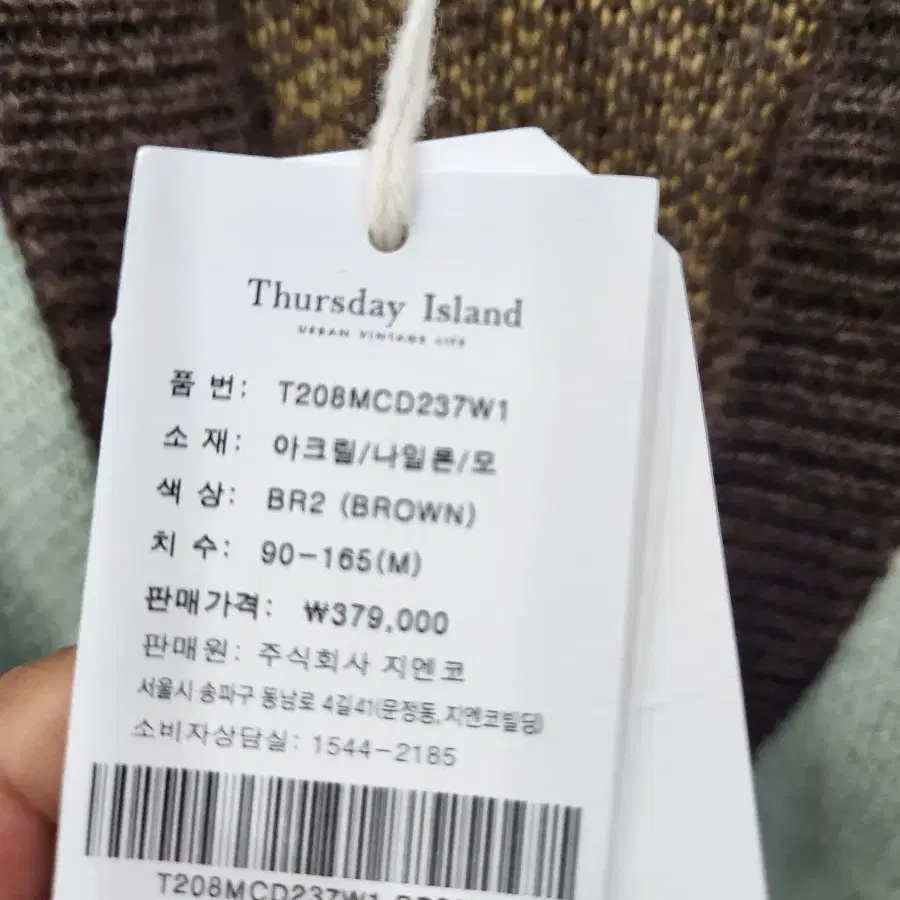 Thursday Island
URBAN VINTAGE LIFE
품 번: T208MCD237W1
소 재: 아크릴/나일론/모
색 상: BR2 (BROWN)
치 수: 90-165(M)
판매가격: ₩379,000
판매원: 주식회사 지엔코
서울시 송파구 동남로 4길41(문정동, 지엔코빌딩)
소비자상담실: 1544-2185
T208MCD237W1